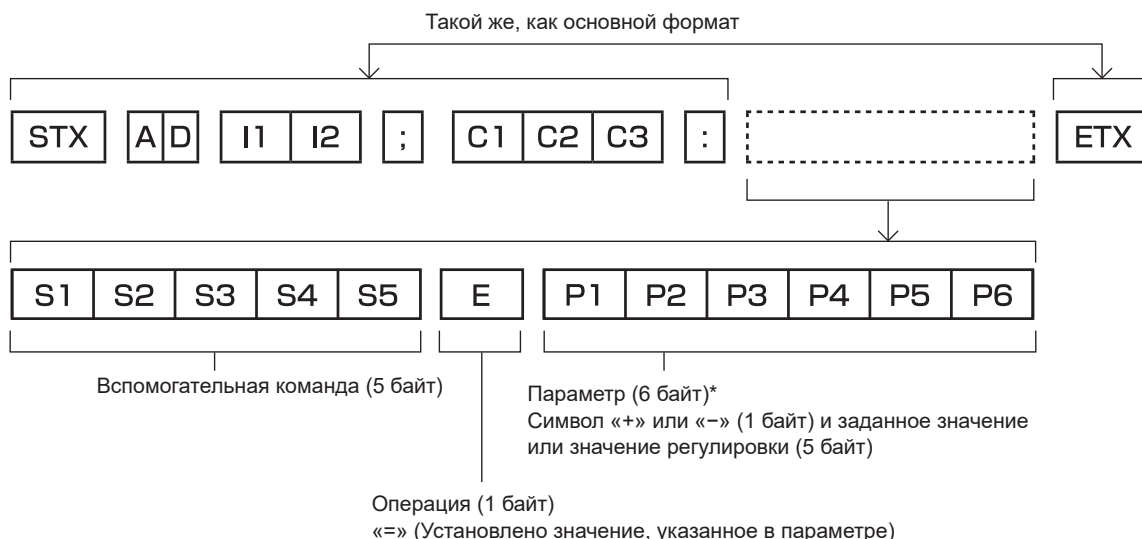 Такой же, как основной формат
STX A D I1 I2 ; C1 C2 C3 : ETX
S1 S2 S3 S4 S5 E P1 P2 P3 P4 P5 P6
Вспомогательная команда (5 байт)
Параметр (6 байт)*
Символ «+» или «−» (1 байт) и заданное значение
или значение регулировки (5 байт)
Операция (1 байт)
«=» (Установлено значение, указанное в параметре)